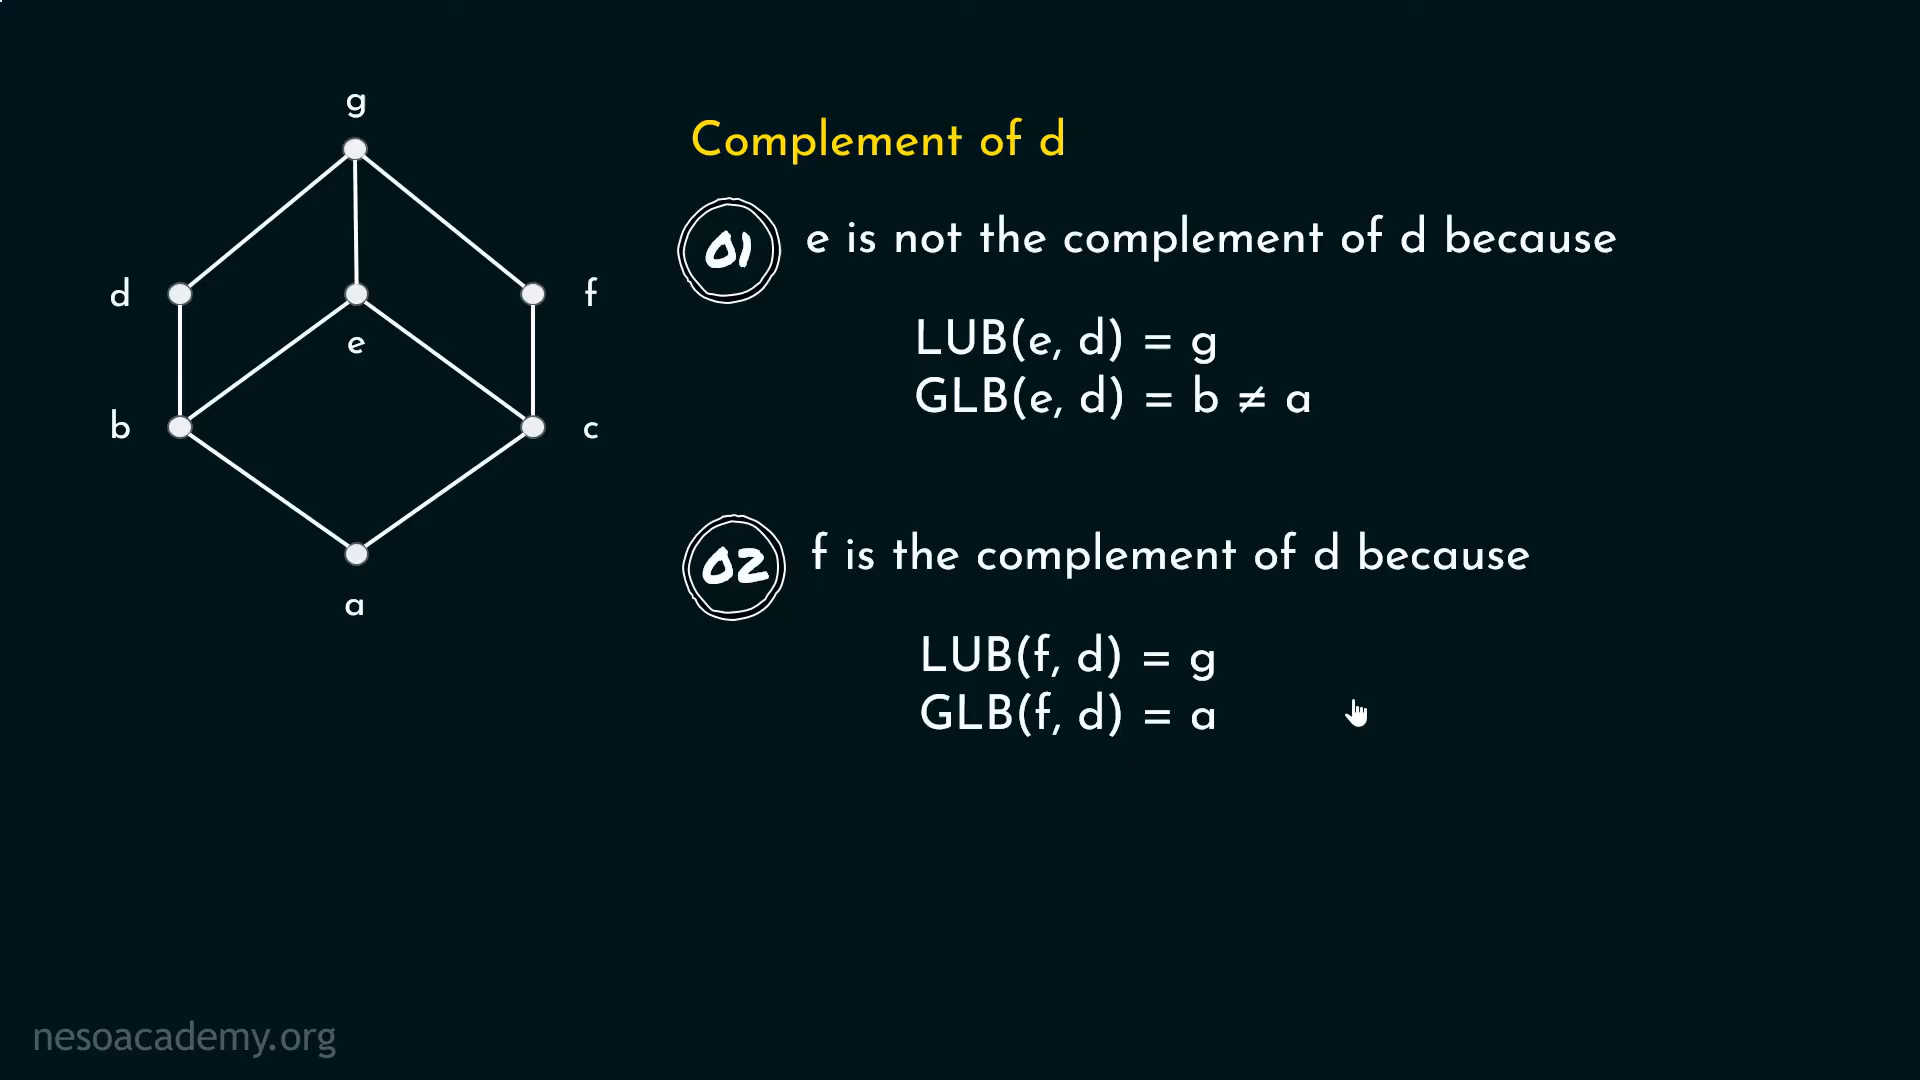 g
Complement of d
01 e is not the complement of d because
d
f
e
LUB(e, d) = g
GLB(e, d) = b ≠ a
b
c
02 f is the complement of d because
a
LUB(f, d) = g
GLB(f, d) = a
nesoacademy.org